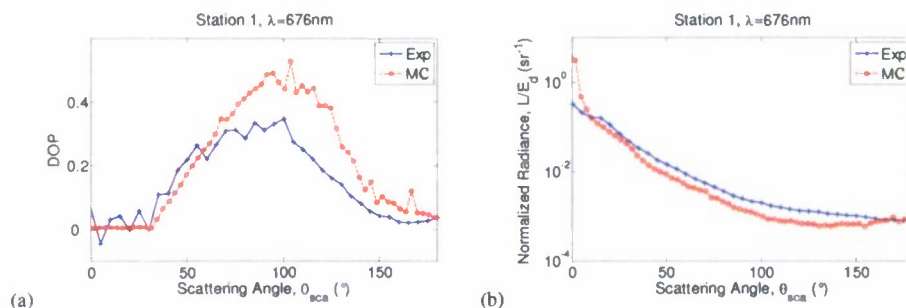 Station 1, λ=676nm
Exp
MC
0.4
0.2
0
DOP
0
50
100
150
Scattering Angle, θsca (°)
(a)
Station 1, λ=676nm
Exp
MC
10^0
10^-2
10^-4
Normalized Radiance, L/Ed (sr^-1)
0
50
100
150
Scattering Angle, θsca (°)
(b)